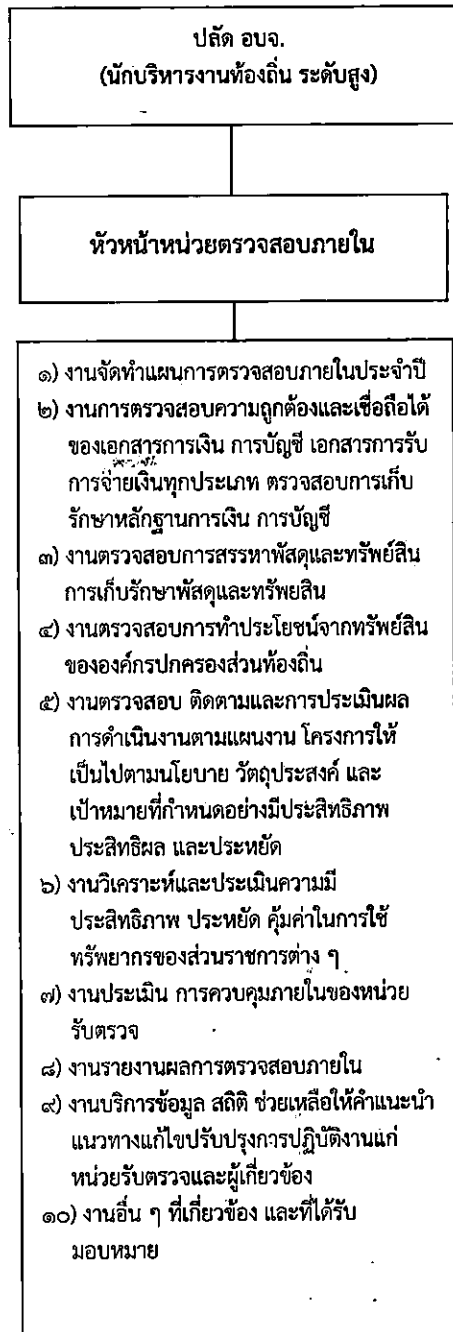 ปลัด อบจ.
(นักบริหารงานท้องถิ่น ระดับสูง)
หัวหน้าหน่วยตรวจสอบภายใน
๑) งานจัดทำแผนการตรวจสอบภายในประจำปี
๒) งานการตรวจสอบความถูกต้องและเชื่อถือได้
ของเอกสารการเงิน การบัญชี เอกสารการรับ
การจ่ายเงินทุกประเภท ตรวจสอบการเก็บ
รักษาหลักฐานการเงิน การบัญชี
๓) งานตรวจสอบการสรรหาพัสดุและทรัพย์สิน
การเก็บรักษาพัสดุและทรัพยสิน
๔) งานตรวจสอบการทำประโยชน์จากทรัพย์สิน
ขององค์กรปกครองส่วนท้องถิ่น
๕) งานตรวจสอบ ติดตามและการประเมินผล
การดำเนินงานตามแผนงาน โครงการให้
เป็นไปตามนโยบาย วัตถุประสงค์ และ
เป้าหมายที่กำหนดอย่างมีประสิทธิภาพ
ประสิทธิผล และประหยัด
๖) งานวิเคราะห์และประเมินความมี
ประสิทธิภาพ ประหยัด คุ้มค่าในการใช้
ทรัพยากรของส่วนราชการต่าง ๆ
๗) งานประเมิน การควบคุมภายในของหน่วย
รับตรวจ
๘) งานรายงานผลการตรวจสอบภายใน
๙) งานบริการข้อมูล สถิติ ช่วยเหลือให้คำแนะนำ
แนวทางแก้ไขปรับปรุงการปฏิบัติงานแก่
หน่วยรับตรวจและผู้เกี่ยวข้อง
๑๐) งานอื่น ๆ ที่เกี่ยวข้อง และที่ได้รับ
มอบหมาย